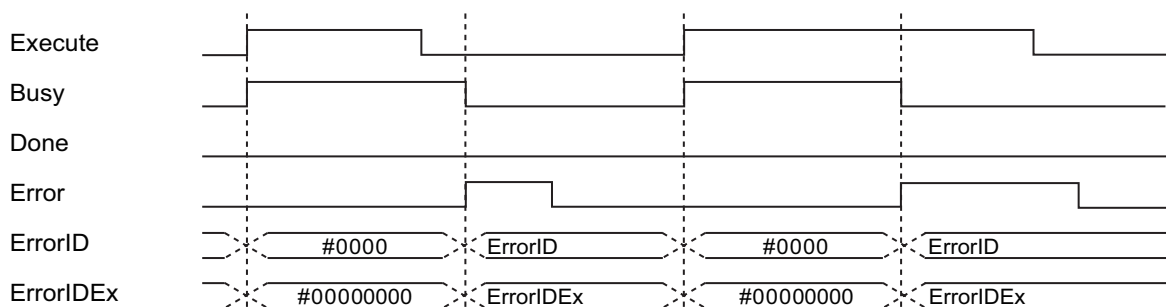 Execute
Busy
Done
Error
ErrorID #0000 ErrorID #0000 ErrorID
ErrorIDEx #00000000 ErrorIDEx #00000000 ErrorIDEx